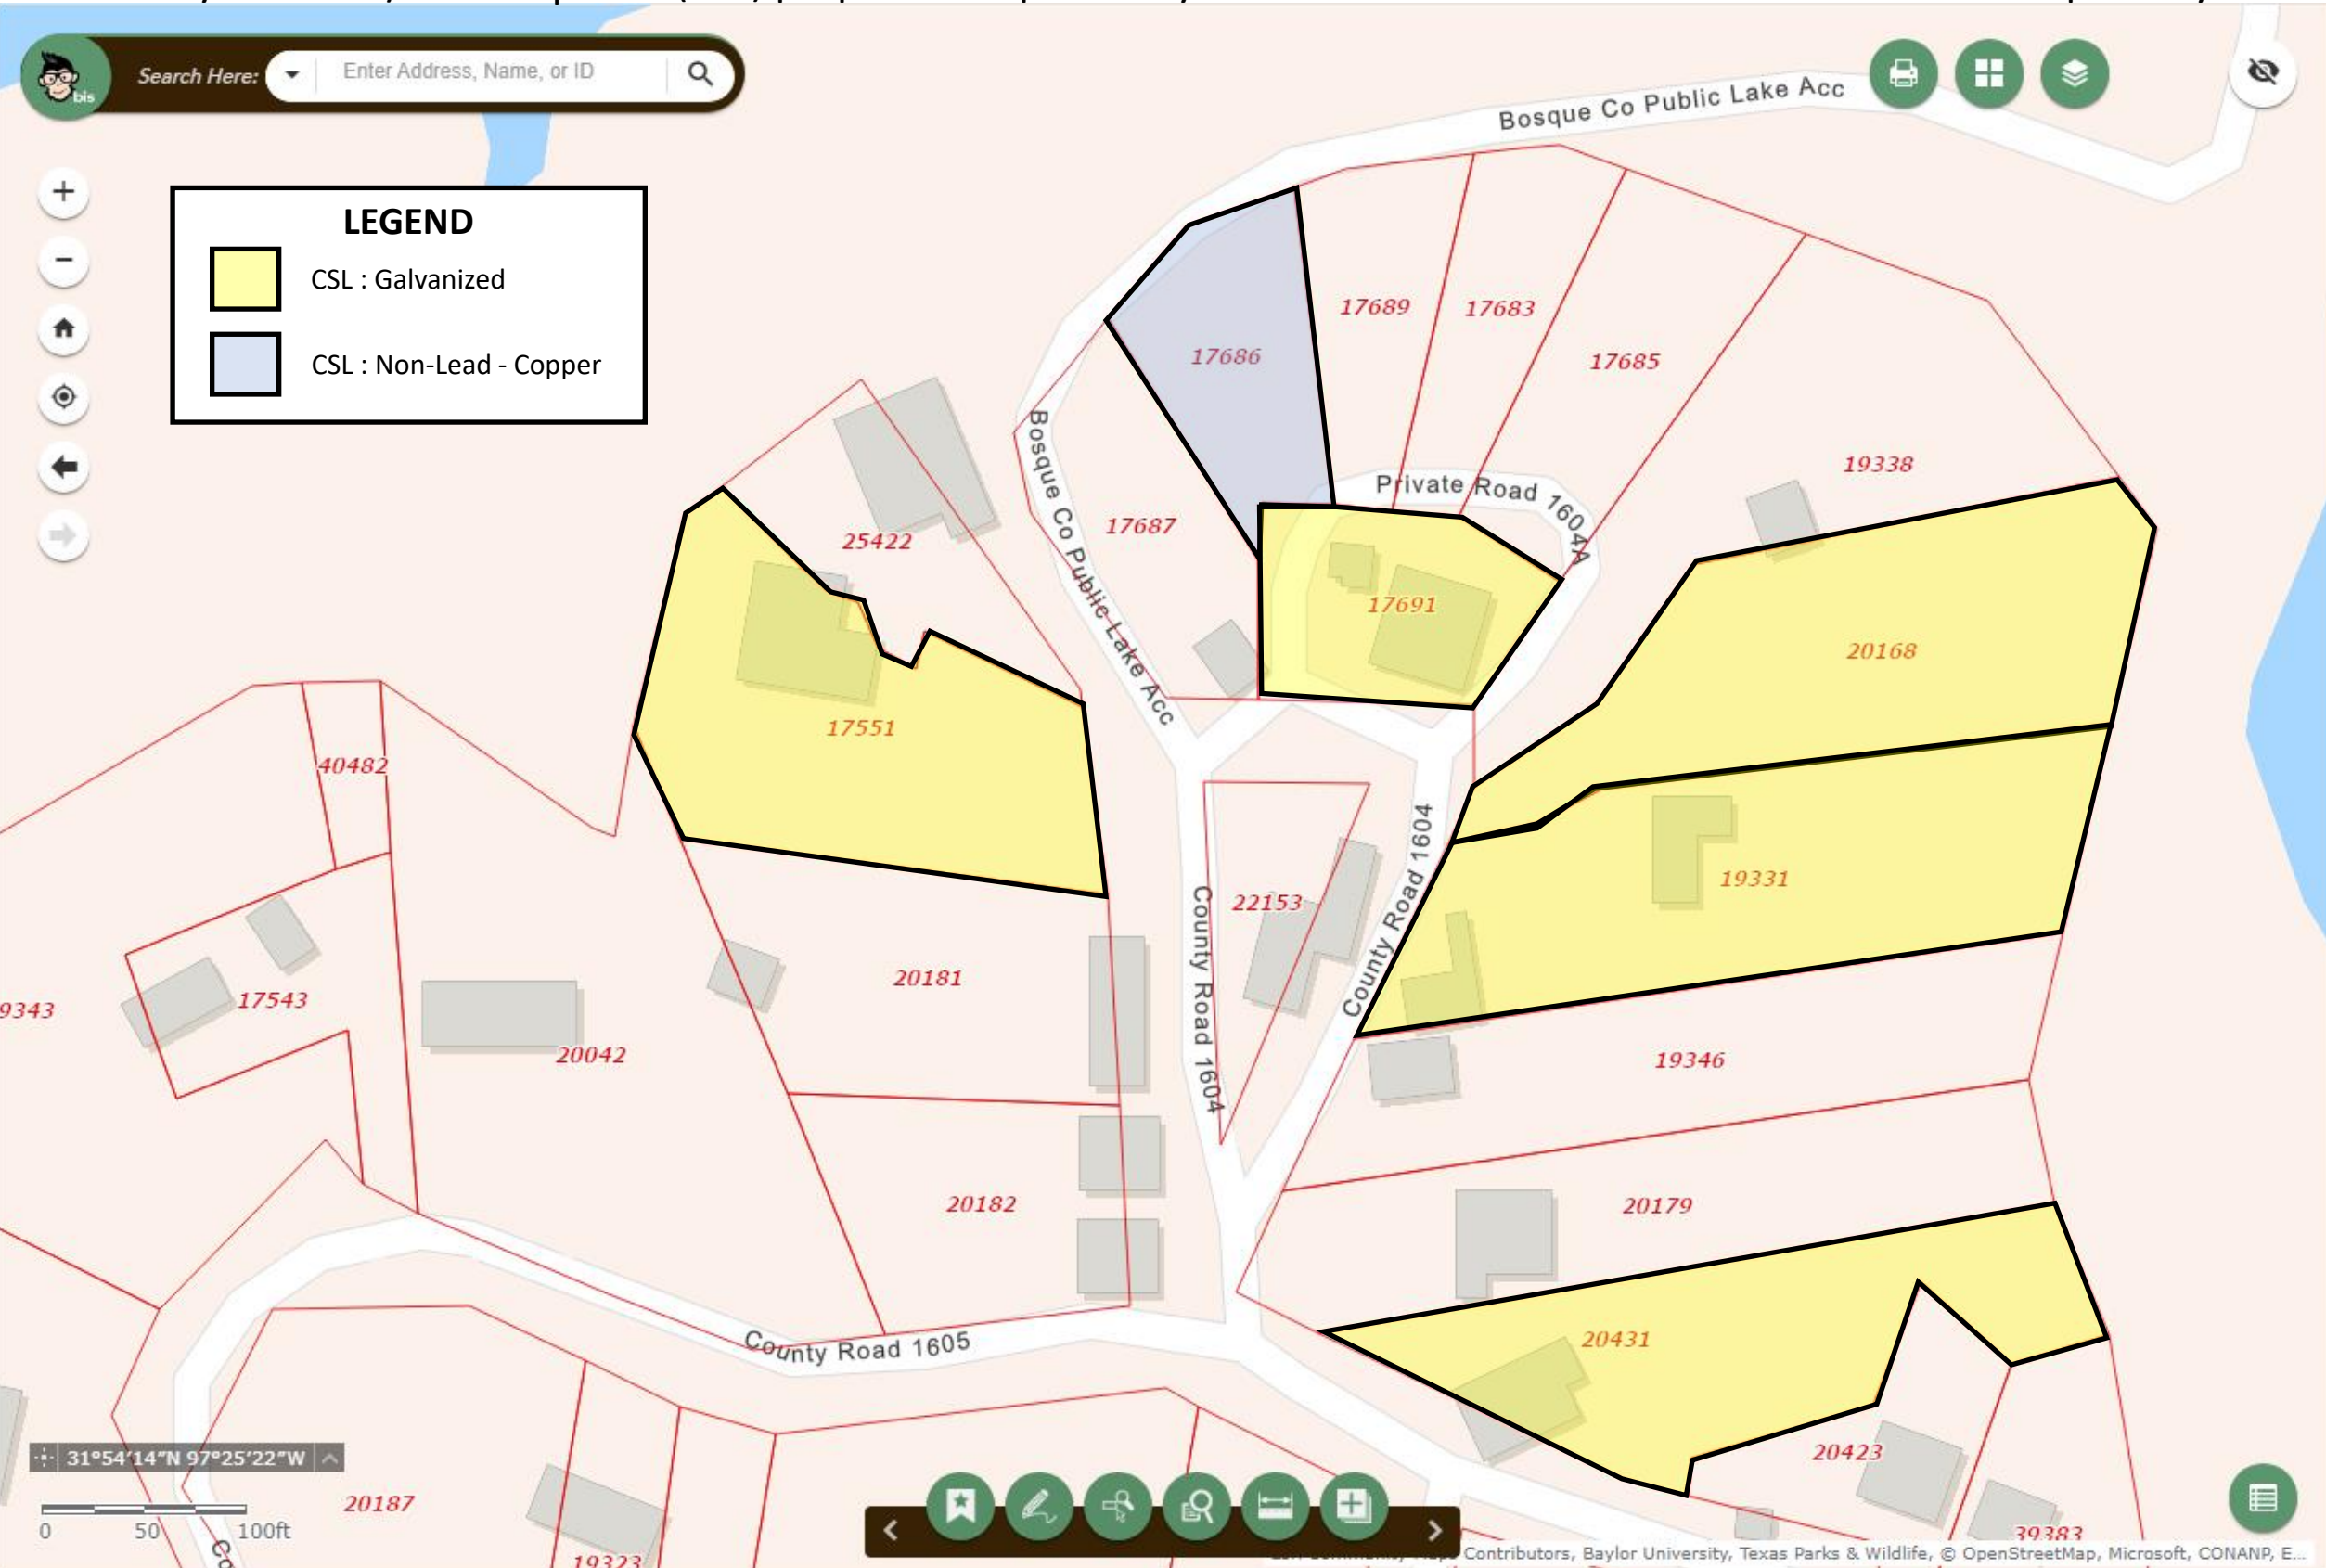 Bosque Co Public Lake Acc
Search Here:
Enter Address, Name, or ID
bis
LEGEND
CSL : Galvanized
CSL : Non-Lead - Copper
17689
17683
17686
17685
19338
Private Road 1604A
Bosque Co Public Lake Acc
17687
25422
17691
20168
17551
40482
County Road 1604
19331
22153
County Road 1604
20181
9343
17543
20042
19346
20182
20179
20431
County Road 1605
20423
31°54'14"N 97°25'22"W
20187
0 50 100ft
Co
19323
39383
Contributors, Baylor University, Texas Parks & Wildlife, © OpenStreetMap, Microsoft, CONANP, E...